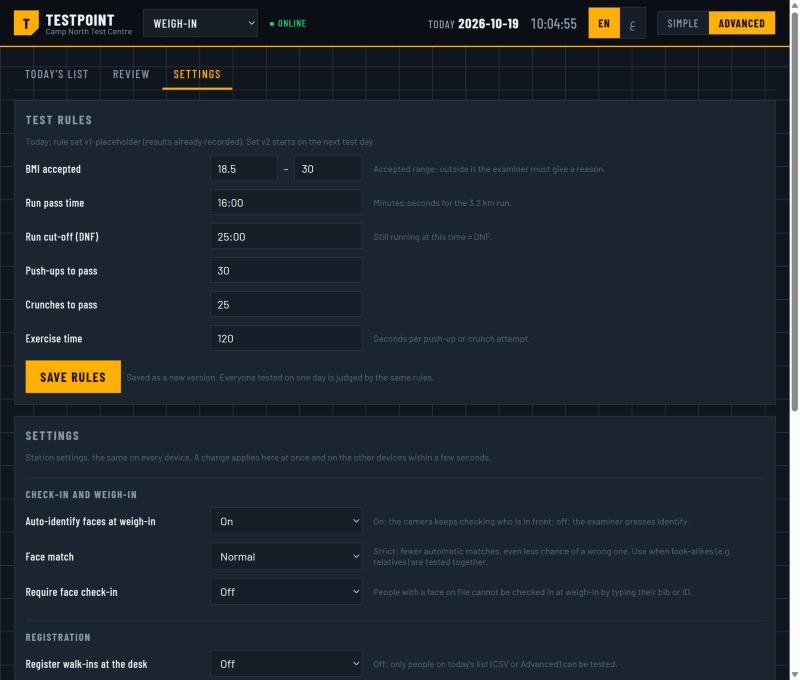 T TESTPOINT
Camp North Test Centre
WEIGH-IN
ONLINE
TODAY 2026-10-19 10:04:55
EN ع
SIMPLE ADVANCED
TODAY'S LIST REVIEW SETTINGS
TEST RULES
Today: rule set v1-placeholder (results already recorded). Set v2 starts on the next test day.
BMI accepted 18.5 – 30 Accepted range; outside it the examiner must give a reason.
Run pass time 16:00 Minutes:seconds for the 3.2 km run.
Run cut-off (DNF) 25:00 Still running at this time = DNF.
Push-ups to pass 30
Crunches to pass 25
Exercise time 120 Seconds per push-up or crunch attempt.
SAVE RULES Saved as a new version. Everyone tested on one day is judged by the same rules.
SETTINGS
Station settings, the same on every device. A change applies here at once and on the other devices within a few seconds.
CHECK-IN AND WEIGH-IN
Auto-identify faces at weigh-in On On: the camera keeps checking who is in front; off: the examiner presses Identify.
Face match Normal Strict: fewer automatic matches, even less chance of a wrong one. Use when look-alikes (e.g.
relatives) are tested together.
Require face check-in Off People with a face on file cannot be checked in at weigh-in by typing their bib or ID.
REGISTRATION
Register walk-ins at the desk Off Off: only people on today's list (CSV or Advanced) can be tested.